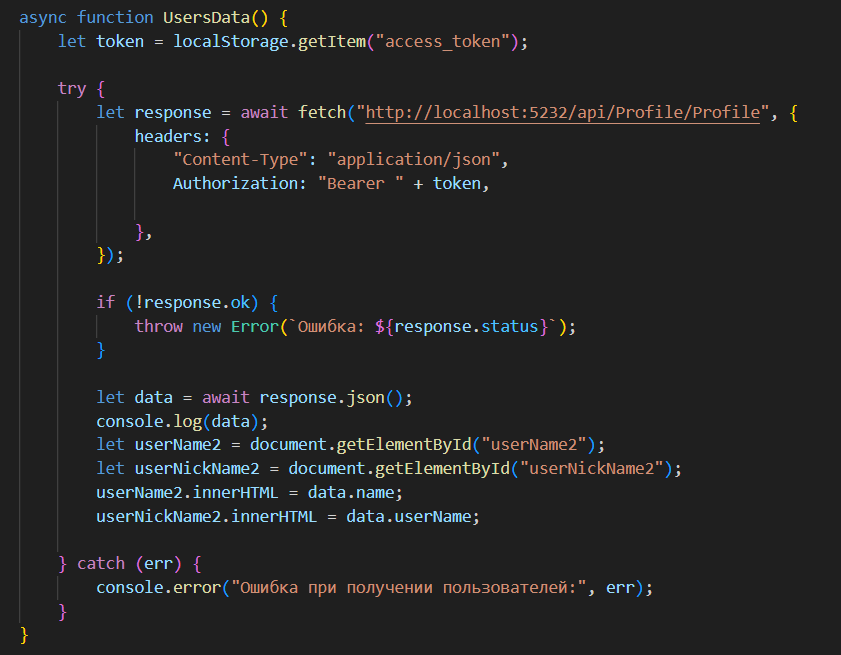 async function UsersData() {
let token = localStorage.getItem("access_token");
try {
let response = await fetch("http://localhost:5232/api/Profile/Profile", {
headers: {
"Content-Type": "application/json",
Authorization: "Bearer " + token,
},
});
if (!response.ok) {
throw new Error(`Ошибка: ${response.status}`);
}
let data = await response.json();
console.log(data);
let userName2 = document.getElementById("userName2");
let userNickName2 = document.getElementById("userNickName2");
userName2.innerHTML = data.name;
userNickName2.innerHTML = data.userName;
} catch (err) {
console.error("Ошибка при получении пользователей:", err);
}
}